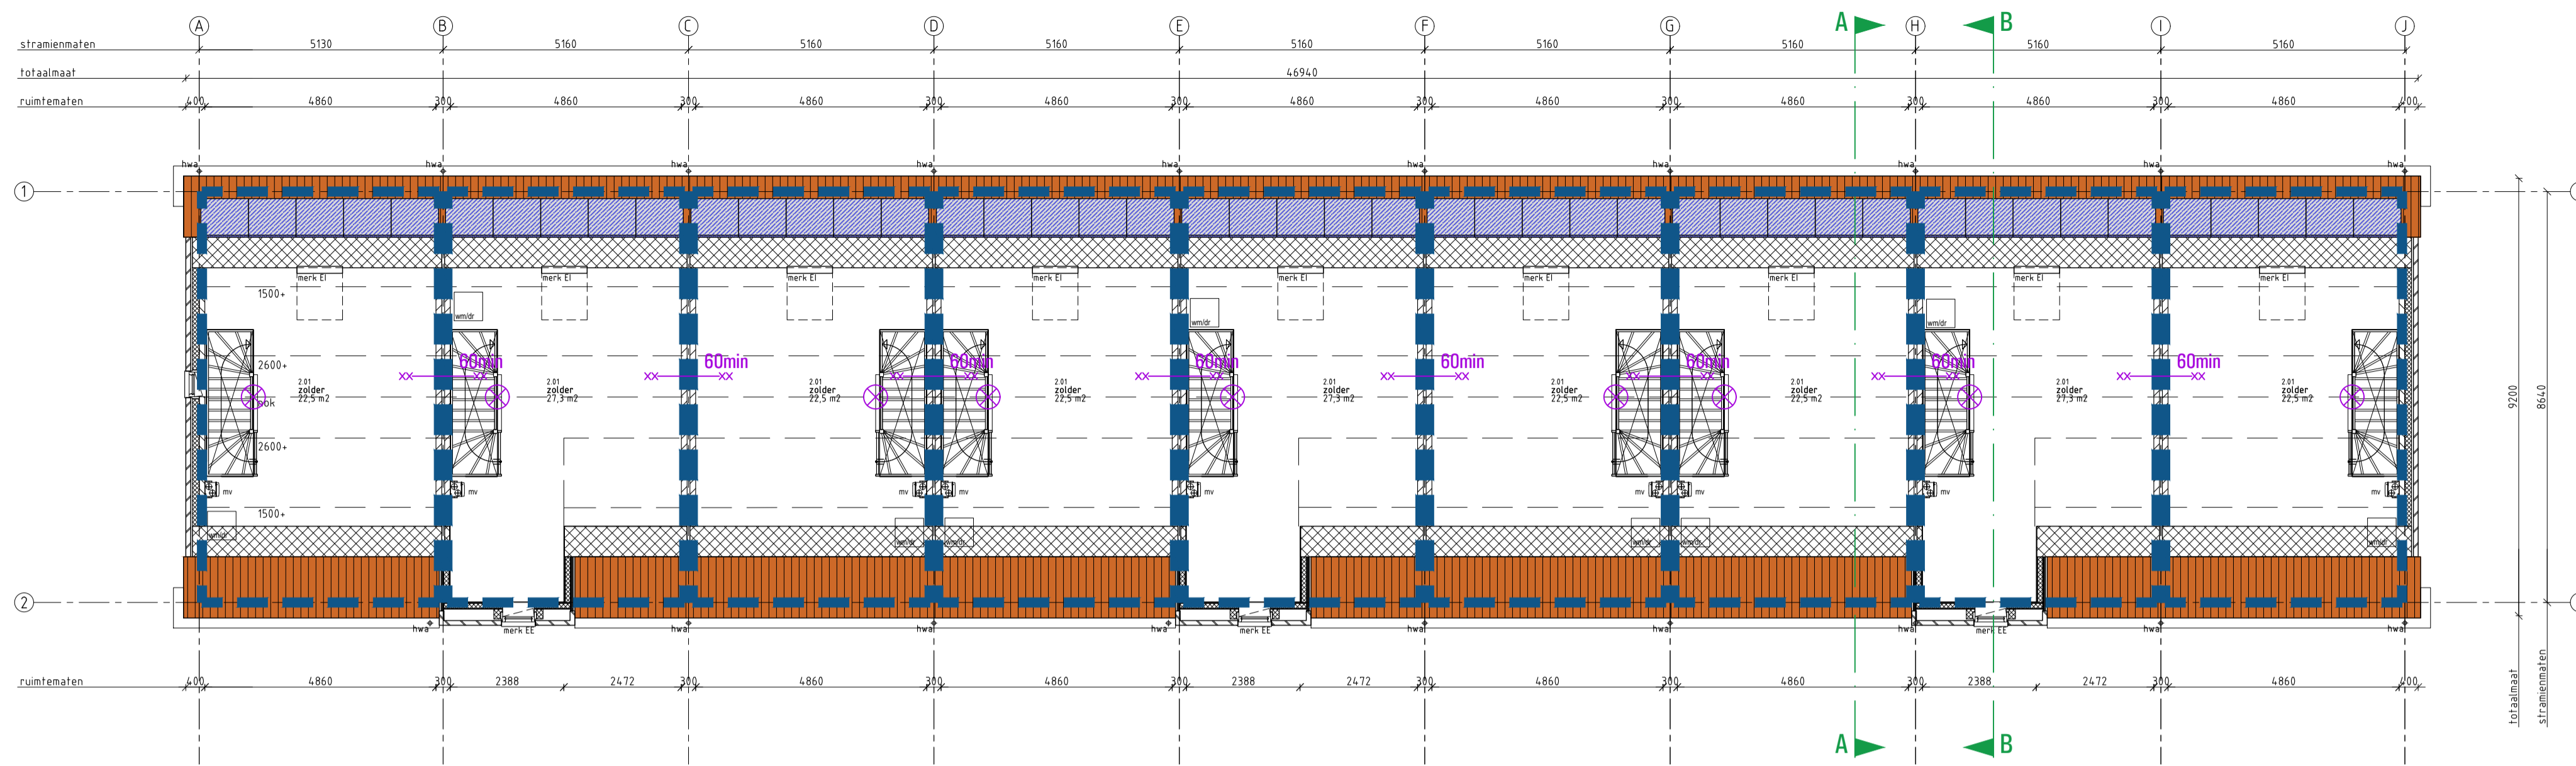 A B C D E F G H I J
A B
stramienmaten 5130 5160 5160 5160 5160 5160 5160 5160 5160
totaalmaat 46940
ruimtematen 400 4860 300 4860 300 4860 300 4860 300 4860 300 4860 300 4860 300 4860 300 4860 400
hwa hwa hwa hwa hwa hwa hwa hwa hwa hwa
1
merk EI merk EI merk EI merk EI merk EI merk EI merk EI merk EI merk EI
1500+
wm/dr wm/dr wm/dr
60min 60min 60min 60min 60min 60min 60min 60min
2600+
2.01 2.01 2.01 2.01 2.01 2.01 2.01 2.01 2.01
zolder zolder zolder zolder zolder zolder zolder zolder zolder
22,5 m2 27,3 m2 22,5 m2 22,5 m2 27,3 m2 22,5 m2 22,5 m2 27,3 m2 22,5 m2
nok
2600+
9200 8640
mv mv mv mv mv mv mv mv mv
1500+
wm/dr wm/dr wm/dr wm/dr wm/dr wm/dr
2
hwa hwa hwa hwa hwa hwa hwa hwa hwa
merk EE merk EE merk EE
ruimtematen 400 4860 300 2388 2472 300 4860 300 4860 300 2388 2472 300 4860 300 4860 300 2388 2472 300 4860 400
totaalmaat
stramienmaten
A B